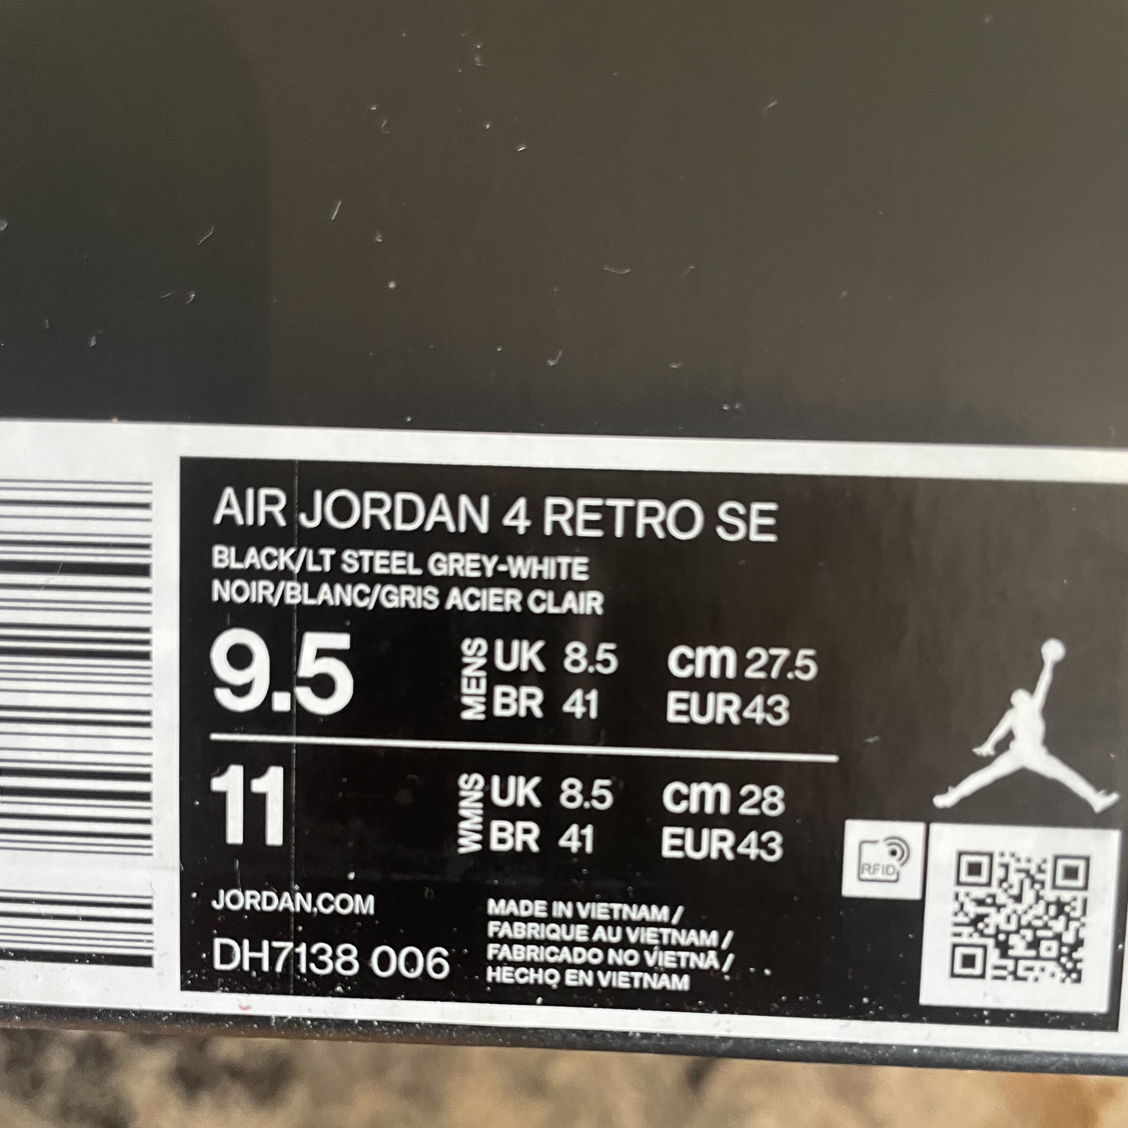 AIR JORDAN 4 RETRO SE
BLACK/LT STEEL GREY-WHITE
NOIR/BLANC/GRIS ACIER CLAIR
9.5 MENS UK 8.5 cm 27.5
BR 41 EUR 43
11 WMNS UK 8.5 cm 28
BR 41 EUR 43
RFID
JORDAN.COM
DH7138 006
MADE IN VIETNAM /
FABRIQUE AU VIETNAM /
FABRICADO NO VIETNÃ /
HECHO EN VIETNAM